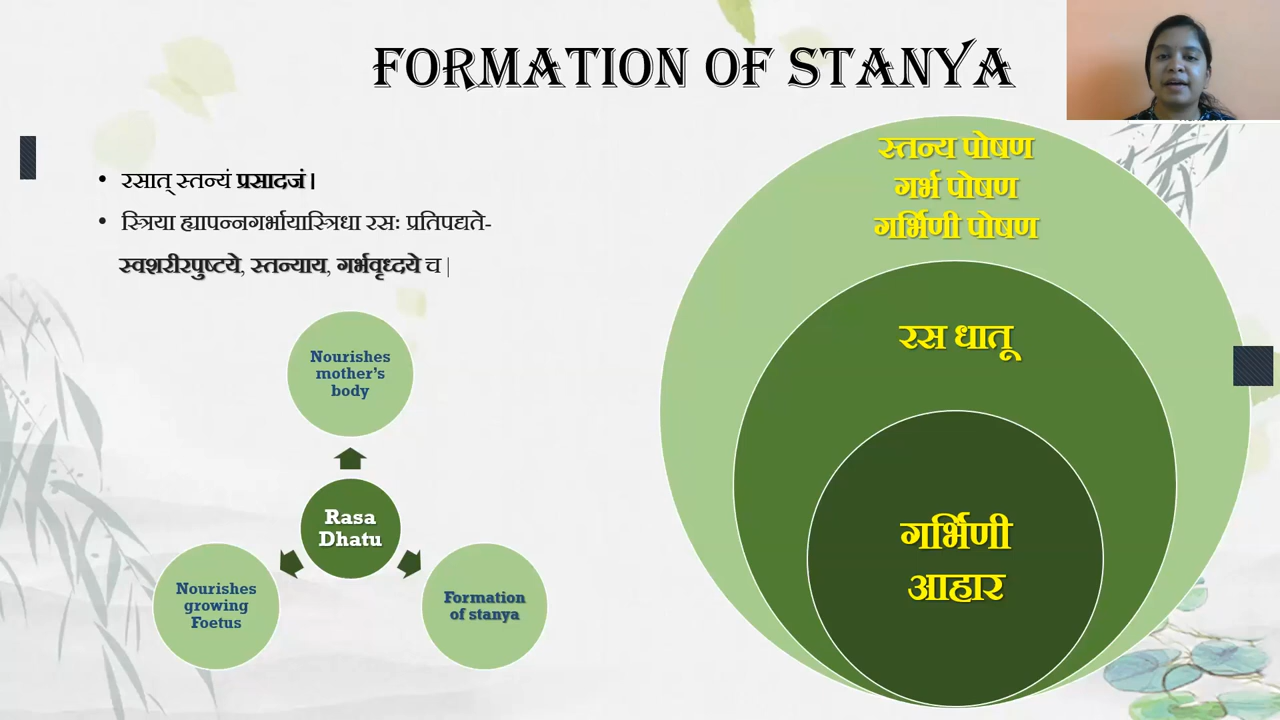 FORMATION OF STANYA
• रसात् स्तन्यं प्रसादजं।
• स्त्रिया ह्यापन्नगर्भायास्त्रिधा रसः प्रतिपद्यते-
स्वशरीरपुष्टये, स्तन्याय, गर्भवृध्दये च |
Nourishes
mother's
body
Rasa
Dhatu
Nourishes
growing
Foetus
Formation
of stanya
स्तन्य पोषण
गर्भ पोषण
गर्भिणी पोषण
रस धातू
गर्भिणी
आहार